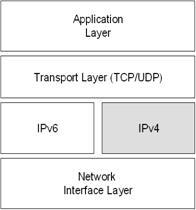 Application
Layer
Transport Layer (TCP/UDP)
IPv6
IPv4
Network
Interface Layer